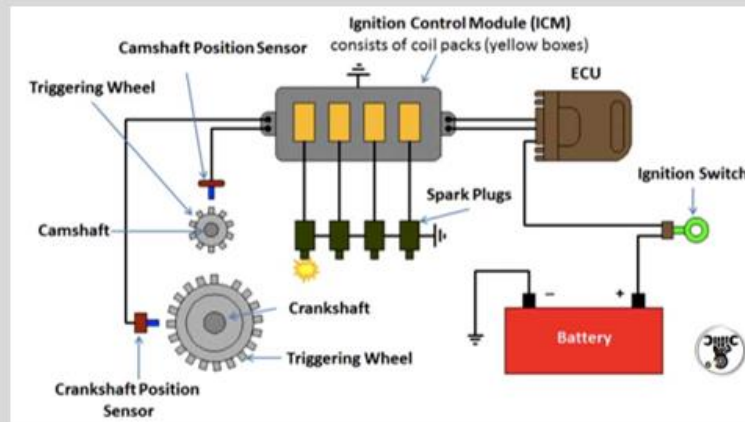 Ignition Control Module (ICM)
consists of coil packs (yellow boxes)
Camshaft Position Sensor
ECU
Triggering Wheel
Ignition Switch
Spark Plugs
Camshaft
Crankshaft
− +
Battery
Triggering Wheel
Crankshaft Position
Sensor